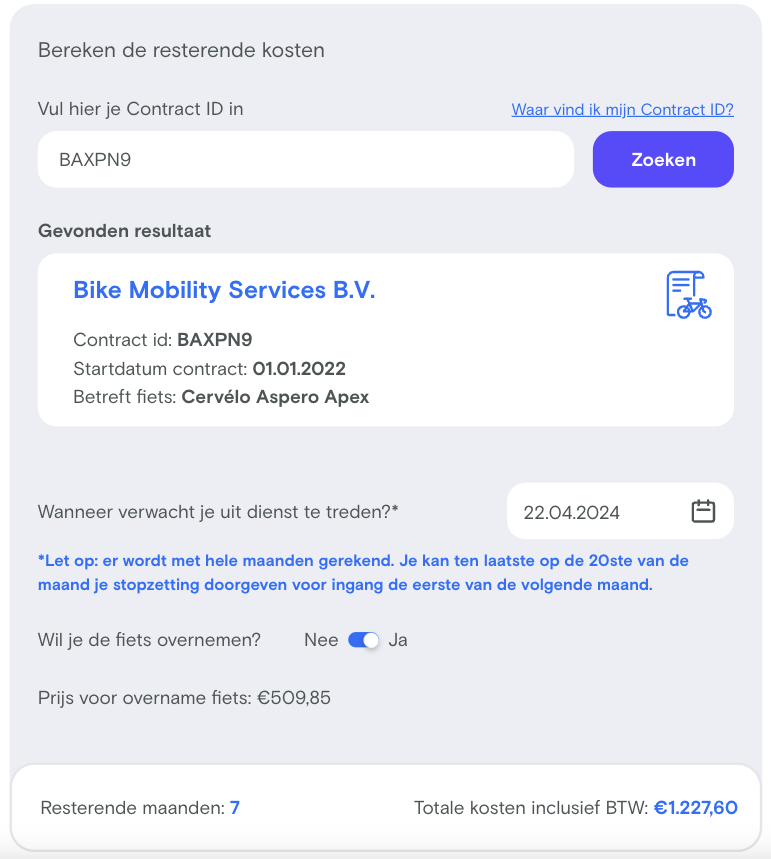 Bereken de resterende kosten
Vul hier je Contract ID in
Waar vind ik mijn Contract ID?
BAXPN9
Zoeken
Gevonden resultaat
Bike Mobility Services B.V.
Contract id: BAXPN9
Startdatum contract: 01.01.2022
Betreft fiets: Cervélo Aspero Apex
Wanneer verwacht je uit dienst te treden?*
22.04.2024
*Let op: er wordt met hele maanden gerekend. Je kan ten laatste op de 20ste van de
maand je stopzetting doorgeven voor ingang de eerste van de volgende maand.
Wil je de fiets overnemen? Nee Ja
Prijs voor overname fiets: €509,85
Resterende maanden: 7
Totale kosten inclusief BTW: €1.227,60